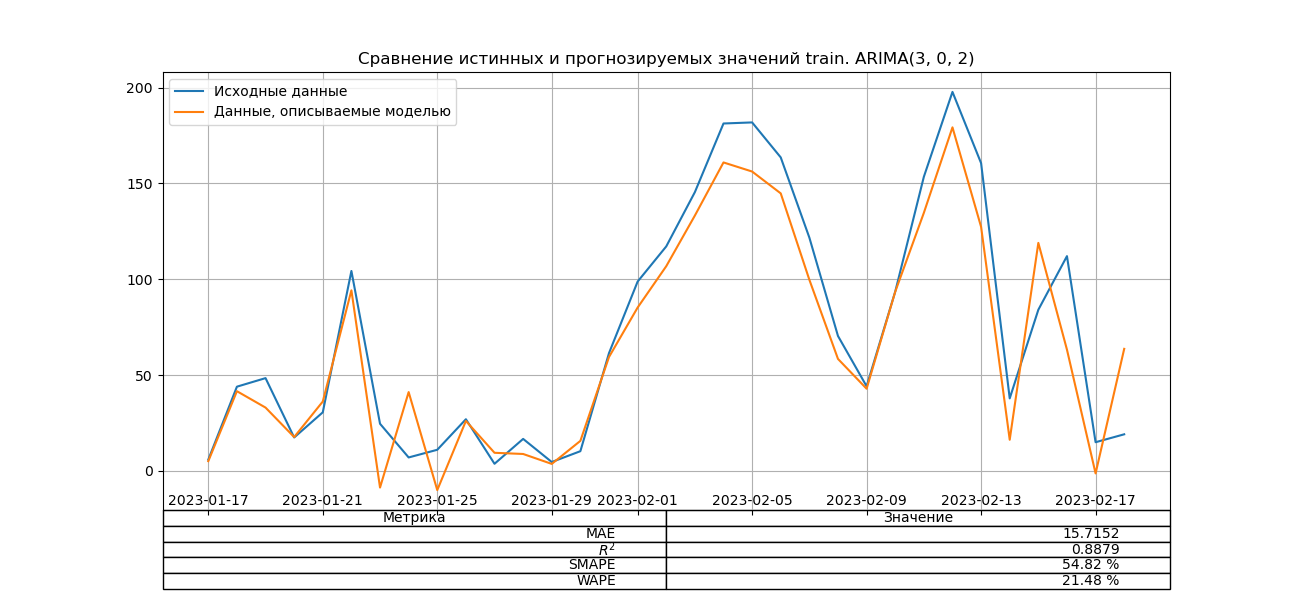 Сравнение истинных и прогнозируемых значений train. ARIMA(3, 0, 2)
200
Исходные данные
Данные, описываемые моделью
150
100
50
0
2023-01-17 2023-01-21 2023-01-25 2023-01-29 2023-02-01 2023-02-05 2023-02-09 2023-02-13 2023-02-17
Метрика Значение
MAE 15.7152
R² 0.8879
SMAPE 54.82 %
WAPE 21.48 %